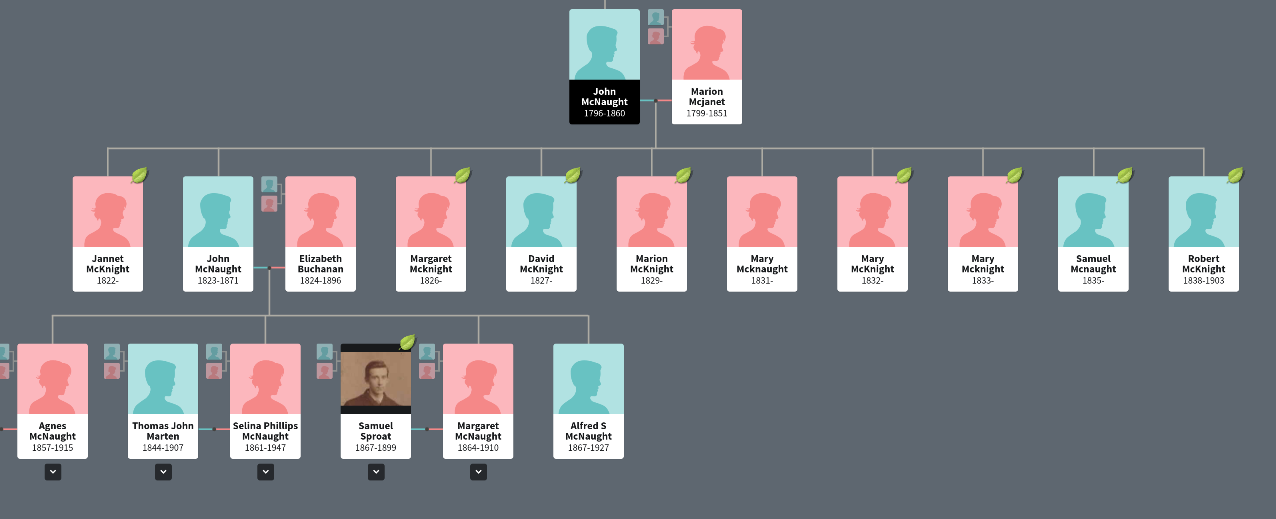 John
McNaught
1796-1860
Marion
Mcjanet
1799-1851
Jannet
McKnight
1822-
John
McNaught
1823-1871
Elizabeth
Buchanan
1824-1896
Margaret
Mcknight
1826-
David
McKnight
1827-
Marion
McKnight
1829-
Mary
Mcknaught
1831-
Mary
McKnight
1832-
Mary
Mcknight
1833-
Samuel
Mcnaught
1835-
Robert
McKnight
1838-1903
Agnes
McNaught
1857-1915
Thomas John
Marten
1844-1907
Selina Phillips
McNaught
1861-1947
Samuel
Sproat
1867-1899
Margaret
McNaught
1864-1910
Alfred S
McNaught
1867-1927